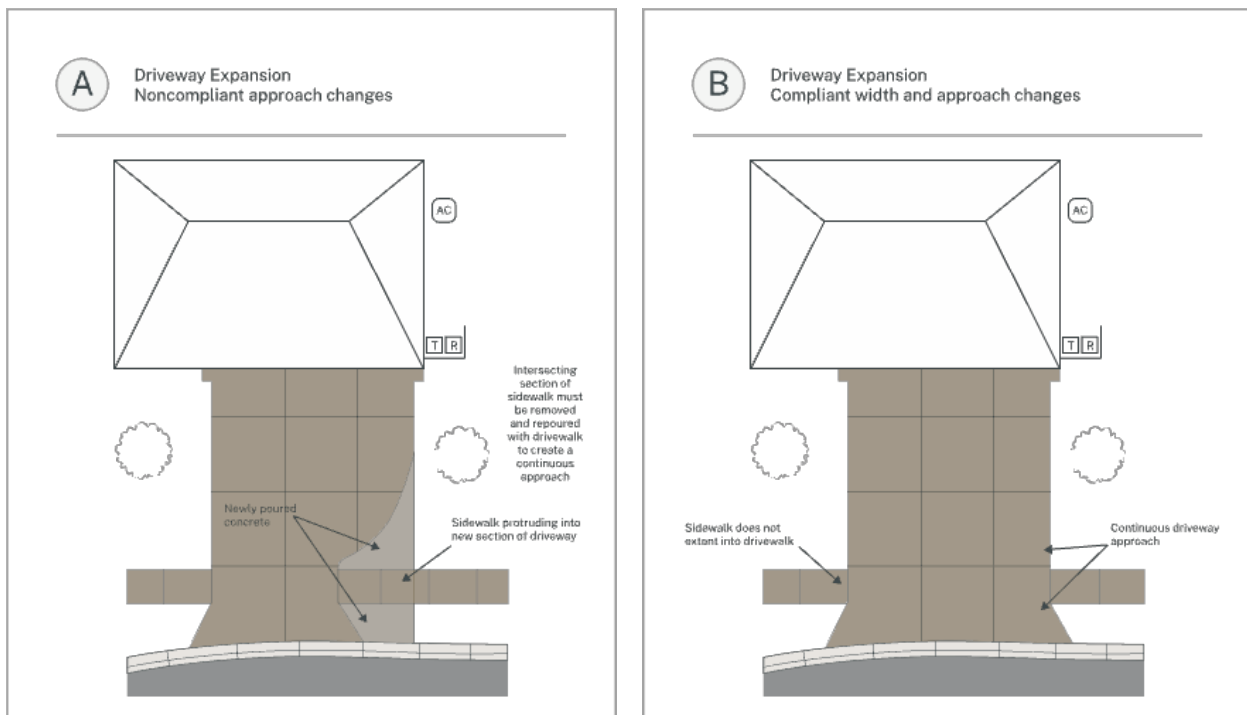 A
Driveway Expansion
Noncompliant approach changes
AC
T R
Intersecting
section of
sidewalk must
be removed
and repoured
with drivewalk
to create a
continuous
approach
Newly poured
concrete
Sidewalk protruding into
new section of driveway
B
Driveway Expansion
Compliant width and approach changes
AC
T R
Sidewalk does not
extent into drivewalk
Continuous driveway
approach